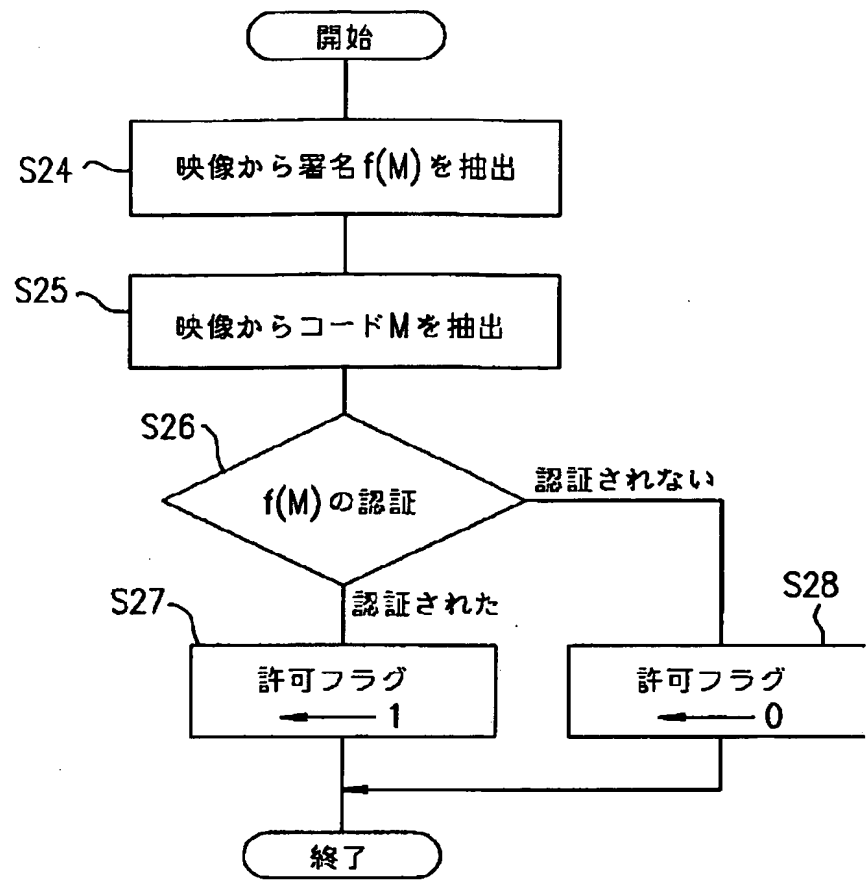 開始
S24
映像から署名f(M)を抽出
S25
映像からコードMを抽出
S26
f(M)の認証
認証されない
認証された
S27
許可フラグ
1
S28
許可フラグ
0
終了